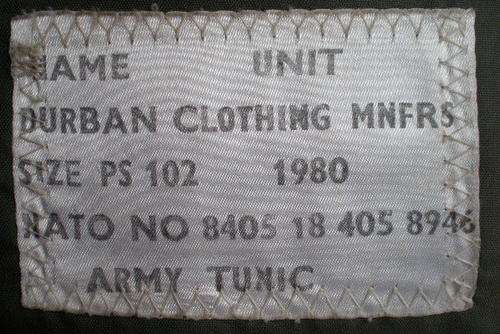 NAME UNIT
DURBAN CLOTHING MNFRS
SIZE PS 102 1980
NATO NO 8405 18 405 8946
ARMY TUNIC